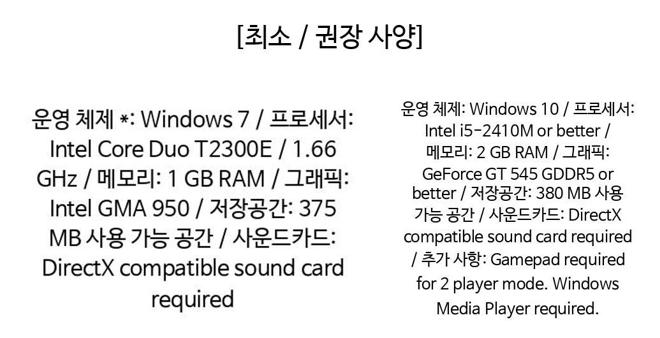 [최소 / 권장 사양]
운영 체제 *: Windows 7 / 프로세서:
Intel Core Duo T2300E / 1.66
GHz / 메모리: 1 GB RAM / 그래픽:
Intel GMA 950 / 저장공간: 375
MB 사용 가능 공간 / 사운드카드:
DirectX compatible sound card
required
운영 체제: Windows 10 / 프로세서:
Intel i5-2410M or better /
메모리: 2 GB RAM / 그래픽:
GeForce GT 545 GDDR5 or
better / 저장공간: 380 MB 사용
가능 공간 / 사운드카드: DirectX
compatible sound card required
/ 추가 사항: Gamepad required
for 2 player mode. Windows
Media Player required.